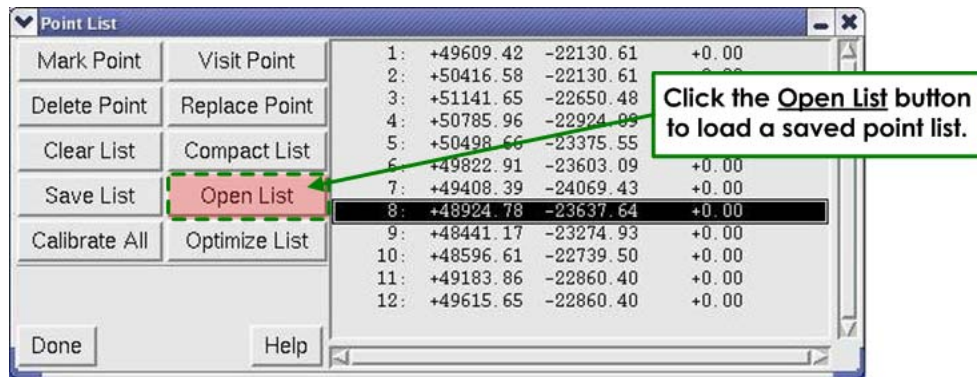 Point List
Mark Point Visit Point
Delete Point Replace Point
Clear List Compact List
Save List Open List
Calibrate All Optimize List
Done Help
1: +49609.42 -22130.61 +0.00
2: +50416.58 -22130.61
3: +51141.65 -22650.48
4: +50785.96
5: -23375.55
6: +49822.91 -23603.09 +0.00
7: +49408.39 -24069.43 +0.00
8: +48924.78 -23637.64 +0.00
9: +48441.17 -23274.93 +0.00
10: +48596.61 -22739.50 +0.00
11: +49183.86 -22860.40 +0.00
12: +49615.65 -22860.40 +0.00
Click the Open List button
to load a saved point list.